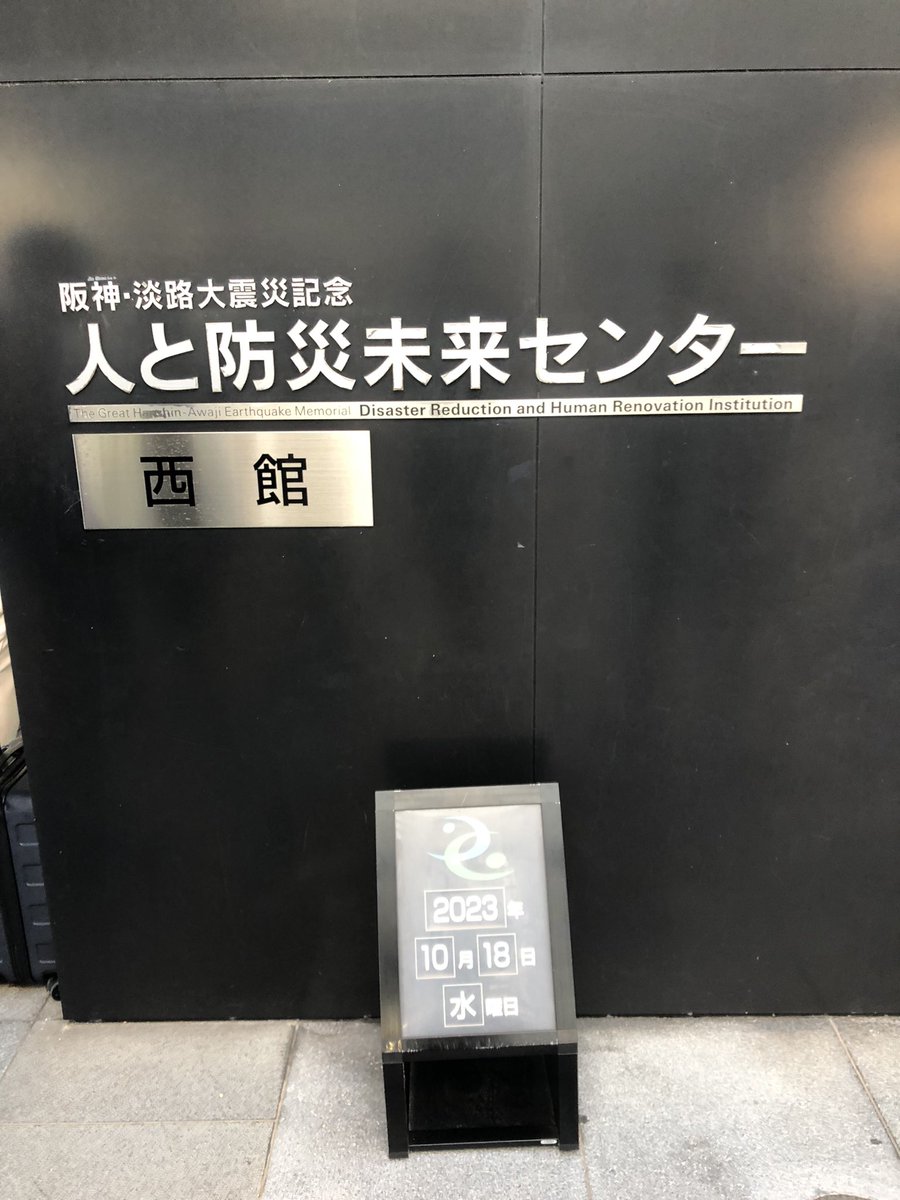 阪神・淡路大震災記念
人と防災未来センター
The Great Hanshin-Awaji Earthquake Memorial Disaster Reduction and Human Renovation Institution
西館
2023年
10月18日
水曜日